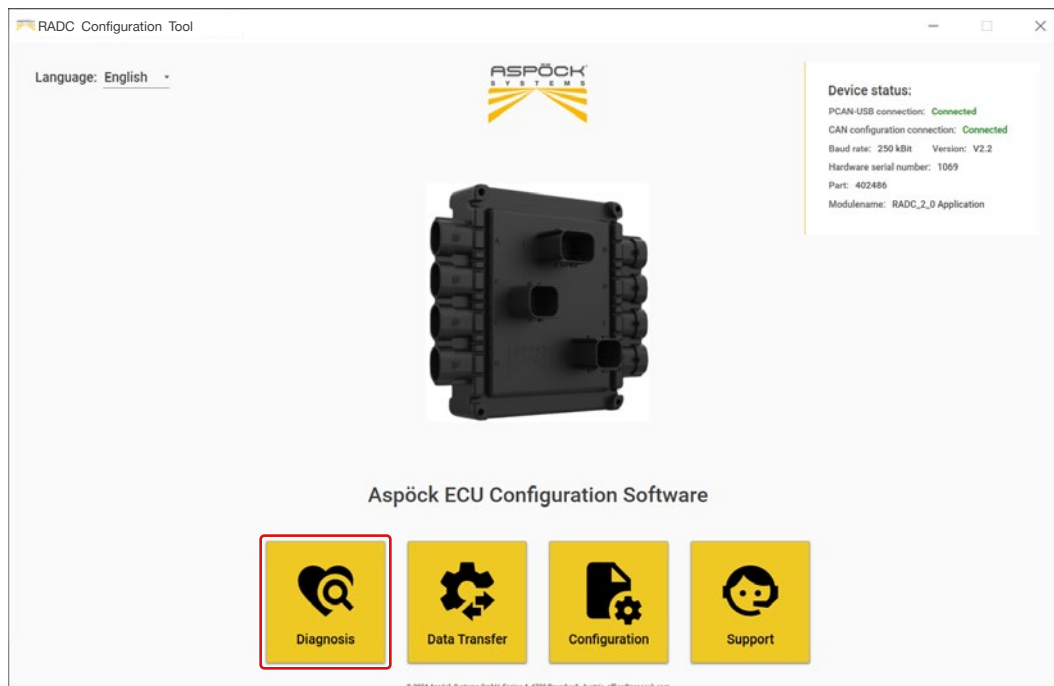 RADC Configuration Tool
Language: English
ASPÖCK
SYSTEMS
Device status:
PCAN-USB connection: Connected
CAN configuration connection: Connected
Baud rate: 250 kBit Version: V2.2
Hardware serial number: 1069
Part: 402486
Modulename: RADC_2_0 Application
Aspöck ECU Configuration Software
Diagnosis
Data Transfer
Configuration
Support